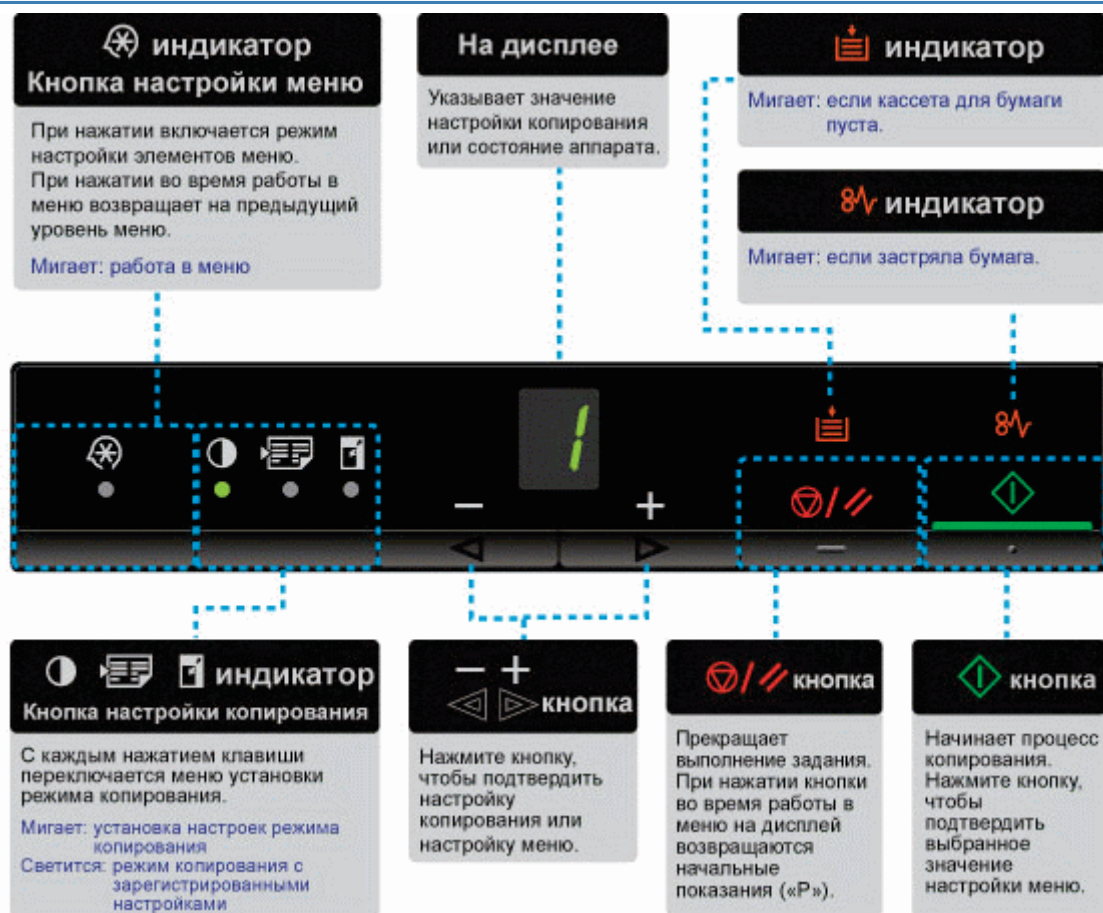 индикатор
Кнопка настройки меню
При нажатии включается режим
настройки элементов меню.
При нажатии во время работы в
меню возвращает на предыдущий
уровень меню.
Мигает: работа в меню
На дисплее
Указывает значение
настройки копирования
или состояние аппарата.
индикатор
Мигает: если кассета для бумаги
пуста.
индикатор
Мигает: если застряла бумага.
1
− +
индикатор
Кнопка настройки копирования
С каждым нажатием клавиши
переключается меню установки
режима копирования.
Мигает: установка настроек режима
копирования
Светится: режим копирования с
зарегистрированными
настройками
− +
кнопка
Нажмите кнопку,
чтобы подтвердить
настройку
копирования или
настройку меню.
кнопка
Прекращает
выполнение задания.
При нажатии кнопки
во время работы в
меню на дисплей
возвращаются
начальные
показания («P»).
кнопка
Начинает процесс
копирования.
Нажмите кнопку,
чтобы
подтвердить
выбранное
значение
настройки меню.